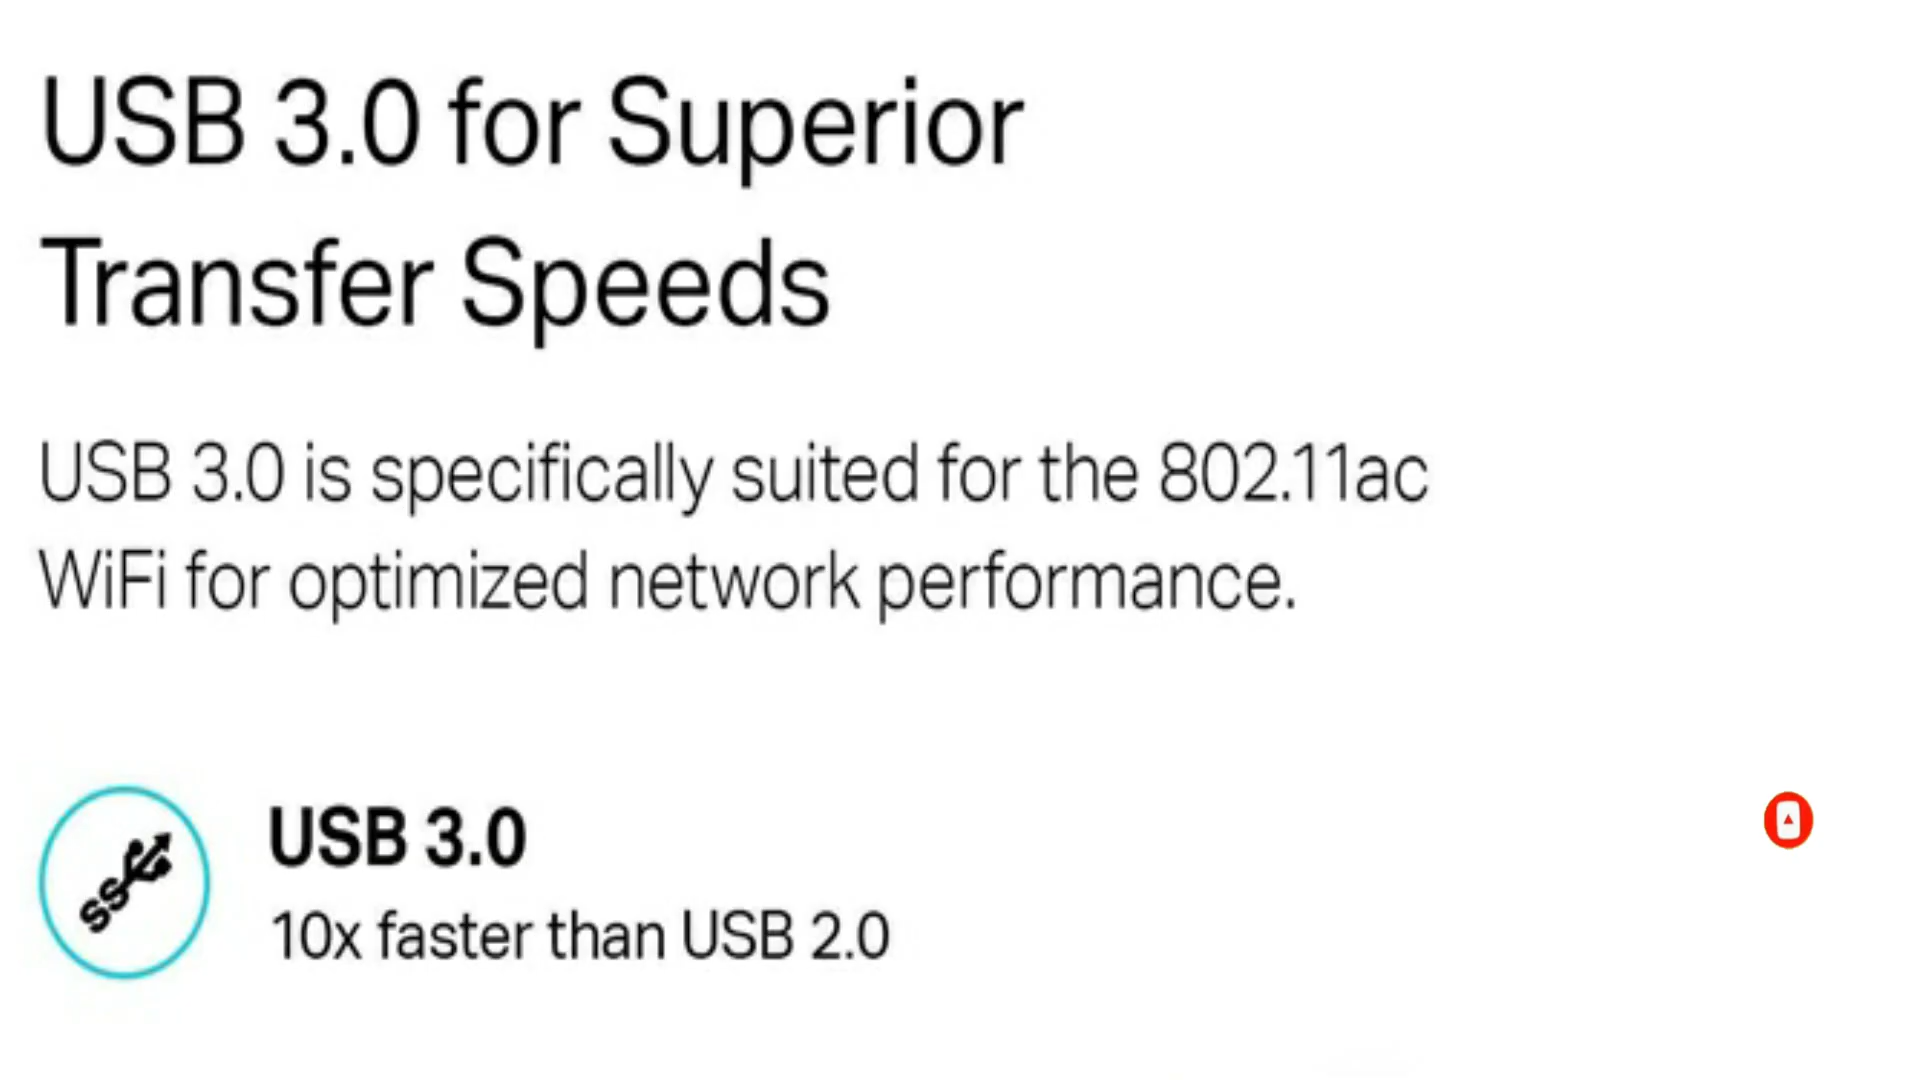 USB 3.0 for Superior
Transfer Speeds
USB 3.0 is specifically suited for the 802.11ac
WiFi for optimized network performance.
SS
USB 3.0
10x faster than USB 2.0